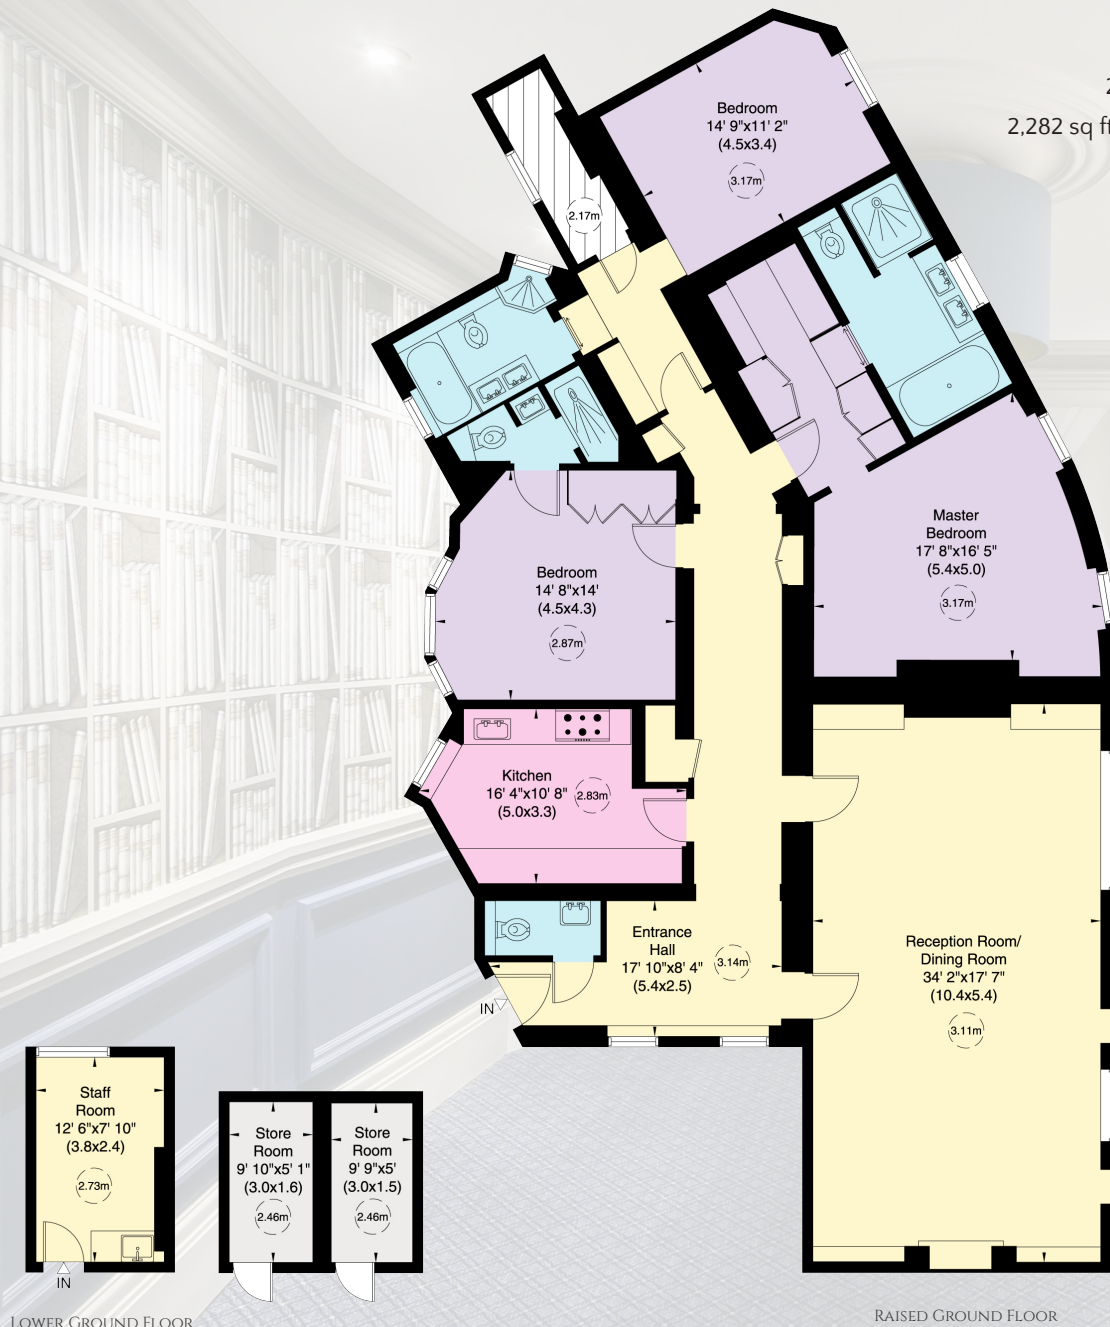 2
2,282 sq ft
Bedroom
14' 9"x11' 2"
(4.5x3.4)
3.17m
2.17m
Master
Bedroom
17' 8"x16' 5"
(5.4x5.0)
3.17m
Bedroom
14' 8"x14'
(4.5x4.3)
2.87m
Kitchen
16' 4"x10' 8"
(5.0x3.3)
2.83m
Entrance
Hall
17' 10"x8' 4"
(5.4x2.5)
3.14m
IN
Reception Room/
Dining Room
34' 2"x17' 7"
(10.4x5.4)
3.11m
Staff
Room
12' 6"x7' 10"
(3.8x2.4)
2.73m
IN
Store
Room
9' 10"x5' 1"
(3.0x1.6)
2.46m
Store
Room
9' 9"x5'
(3.0x1.5)
2.46m
LOWER GROUND FLOOR
RAISED GROUND FLOOR